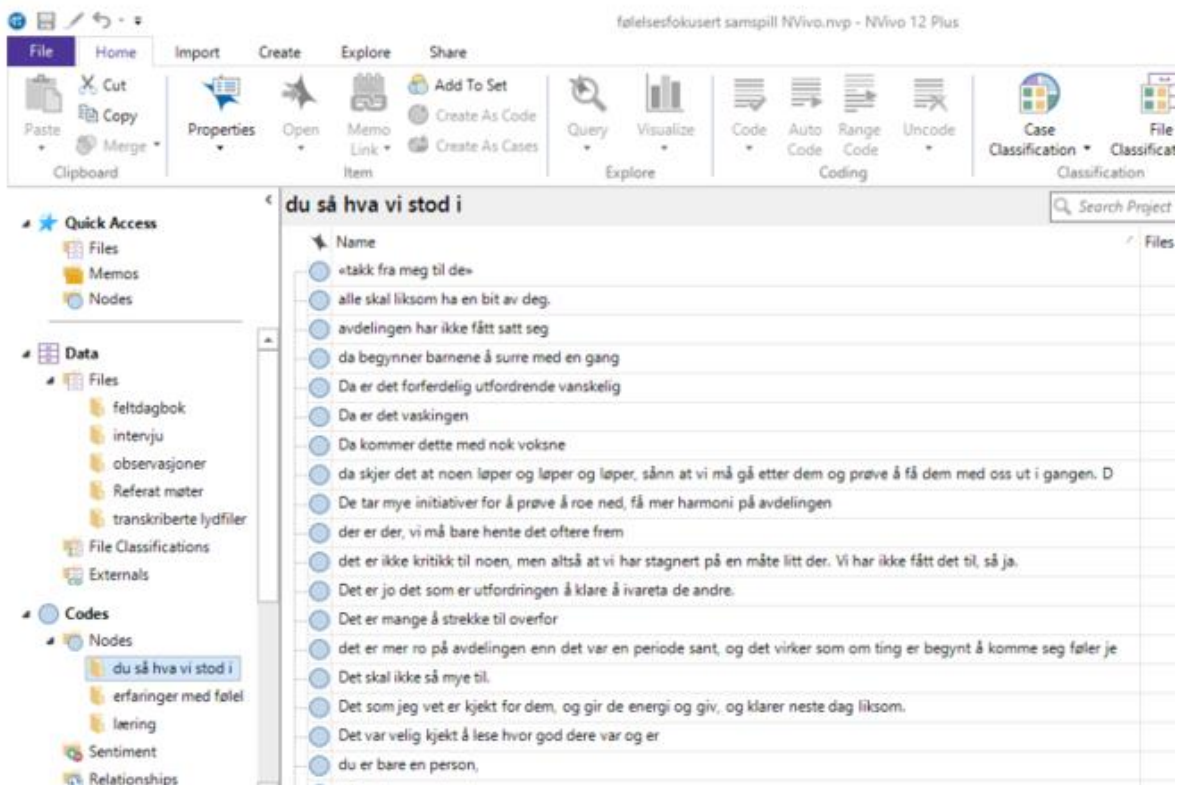 følelsesfokusert samspill NVivo.nvp - NVivo 12 Plus
File Home Import Create Explore Share
Paste
Cut
Copy
Merge
Clipboard
Properties
Open
Memo Link
Add To Set
Create As Code
Create As Cases
Item
Query
Visualize
Explore
Code
Auto Code
Range Code
Uncode
Coding
Case Classification
File Classificat
Classification
Quick Access
Files
Memos
Nodes
Data
Files
feltdagbok
intervju
observasjoner
Referat møter
transkriberte lydfiler
File Classifications
Externals
Codes
Nodes
du så hva vi stod i
erfaringer med følel
læring
Sentiment
Relationships
du så hva vi stod i
Search Project
Name Files
«takk fra meg til de»
alle skal liksom ha en bit av deg.
avdelingen har ikke fått satt seg
da begynner barnene å surre med en gang
Da er det forferdelig utfordrende vanskelig
Da er det vaskingen
Da kommer dette med nok voksne
da skjer det at noen løper og løper og løper, sånn at vi må gå etter dem og prøve å få dem med oss ut i gangen. D
De tar mye initiativer for å prøve å roe ned, få mer harmoni på avdelingen
der er der, vi må bare hente det oftere frem
det er ikke kritikk til noen, men altså at vi har stagnert på en måte litt der. Vi har ikke fått det til, så ja.
Det er jo det som er utfordringen å klare å ivareta de andre.
Det er mange å strekke til overfor
det er mer ro på avdelingen enn det var en periode sant, og det virker som om ting er begynt å komme seg føler je
Det skal ikke så mye til.
Det som jeg vet er kjekt for dem, og gir de energi og giv, og klarer neste dag liksom.
Det var velig kjekt å lese hvor god dere var og er
du er bare en person,